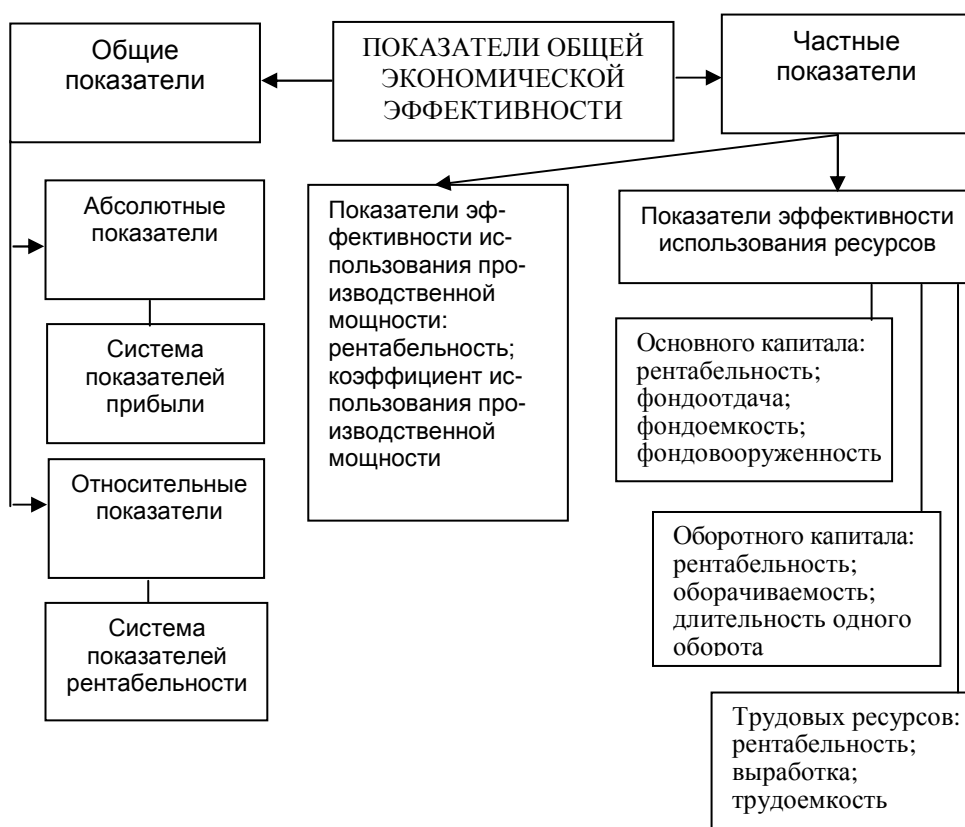 Общие
показатели
ПОКАЗАТЕЛИ ОБЩЕЙ
ЭКОНОМИЧЕСКОЙ
ЭФФЕКТИВНОСТИ
Частные
показатели
Абсолютные
показатели
Система
показателей
прибыли
Относительные
показатели
Система
показателей
рентабельности
Показатели эф-
фективности ис-
пользования про-
изводственной
мощности:
рентабельность;
коэффициент ис-
пользования про-
изводственной
мощности
Показатели эффективности
использования ресурсов
Основного капитала:
рентабельность;
фондоотдача;
фондоемкость;
фондовооруженность
Оборотного капитала:
рентабельность;
оборачиваемость;
длительность одного
оборота
Трудовых ресурсов:
рентабельность;
выработка;
трудоемкость